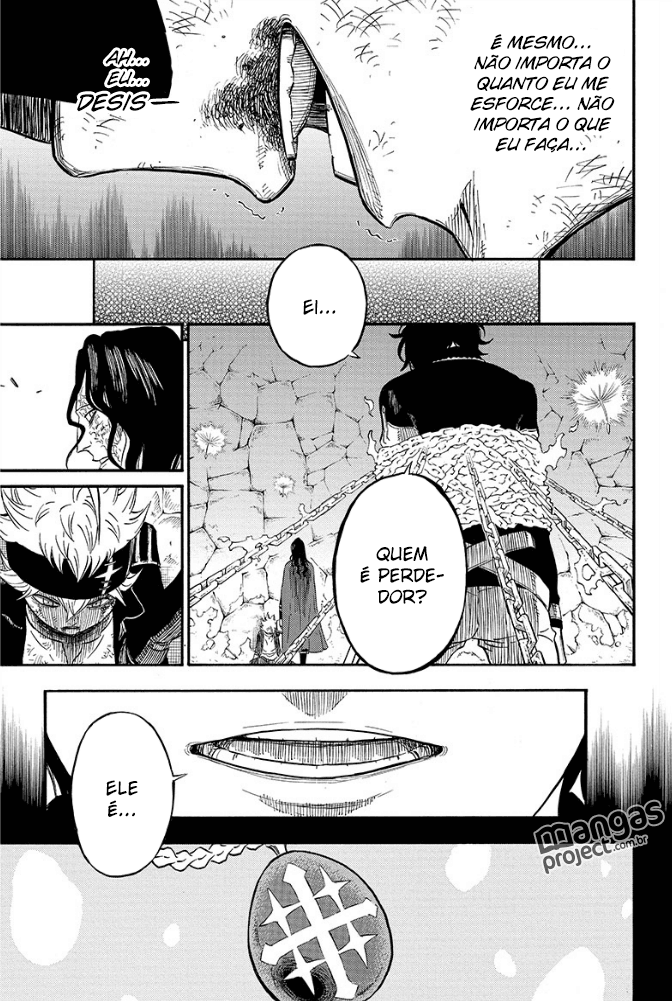 É MESMO...
NÃO IMPORTA O
QUANTO EU ME
ESFORCE... NÃO
IMPORTA O QUE
EU FAÇA...
AH...
EU...
DESIS—
EI...
QUEM
É PERDE-
DOR?
ELE
É...
mangas
project.com.br